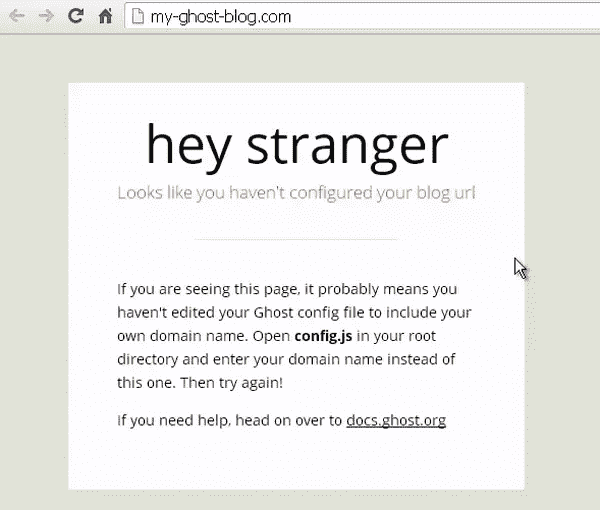 my-ghost-blog.com
hey stranger
Looks like you haven't configured your blog url
If you are seeing this page, it probably means you
haven't edited your Ghost config file to include your
own domain name. Open config.js in your root
directory and enter your domain name instead of
this one. Then try again!
If you need help, head on over to docs.ghost.org